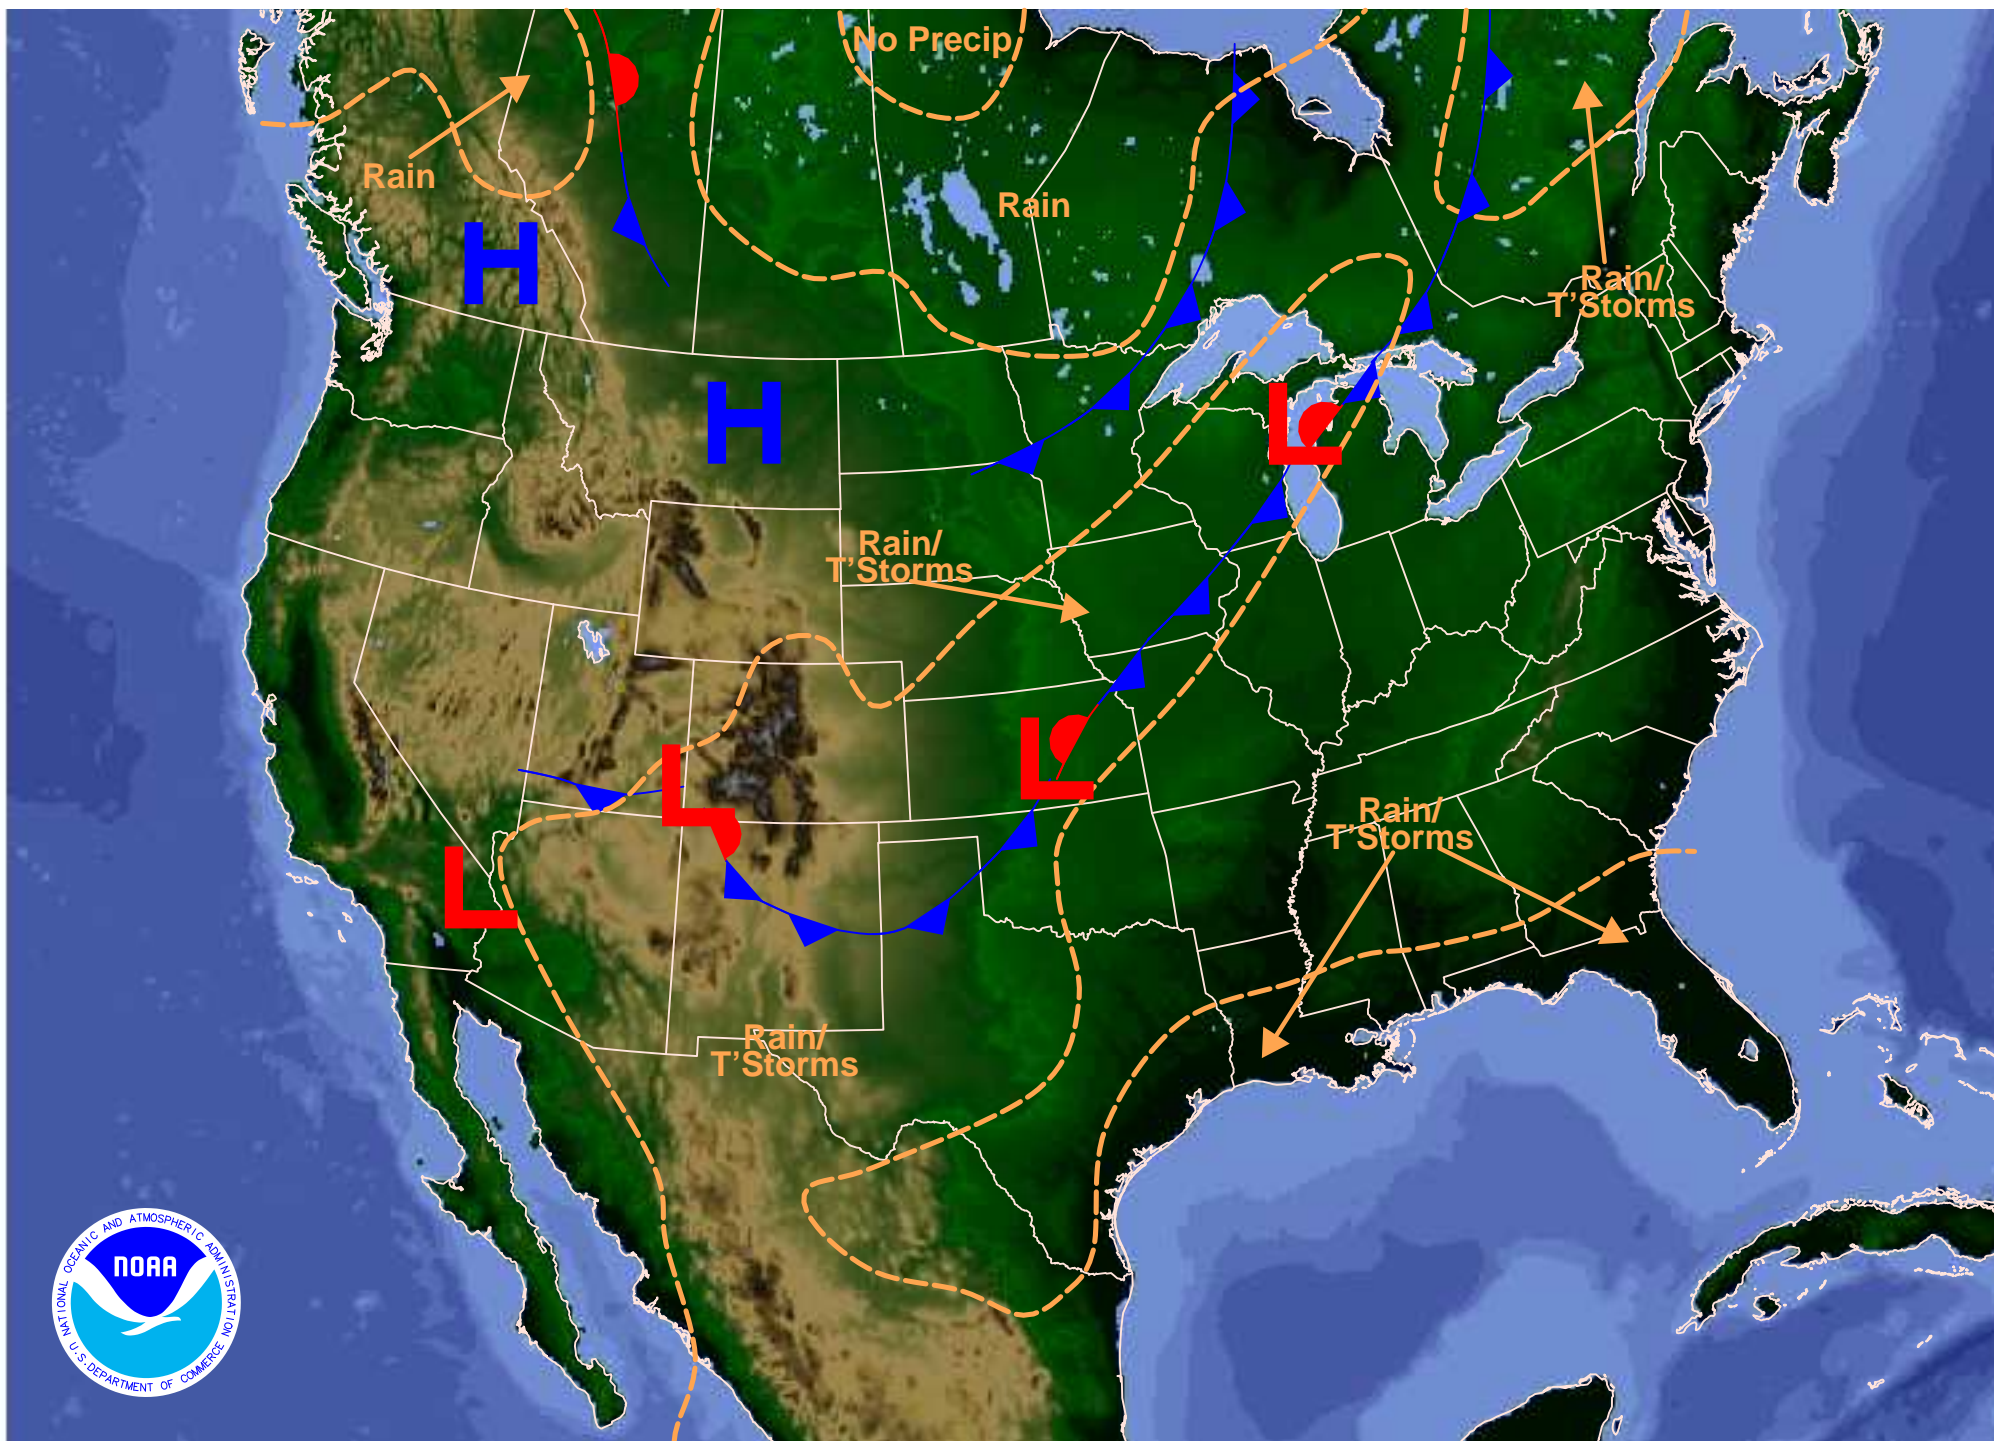 No Precip
Rain
Rain
H
Rain/
T'Storms
H
L
Rain/
T'Storms
L
L
Rain/
T'Storms
L
Rain/
T'Storms
NATIONAL OCEANIC AND ATMOSPHERIC ADMINISTRATION
NOAA
U.S. DEPARTMENT OF COMMERCE